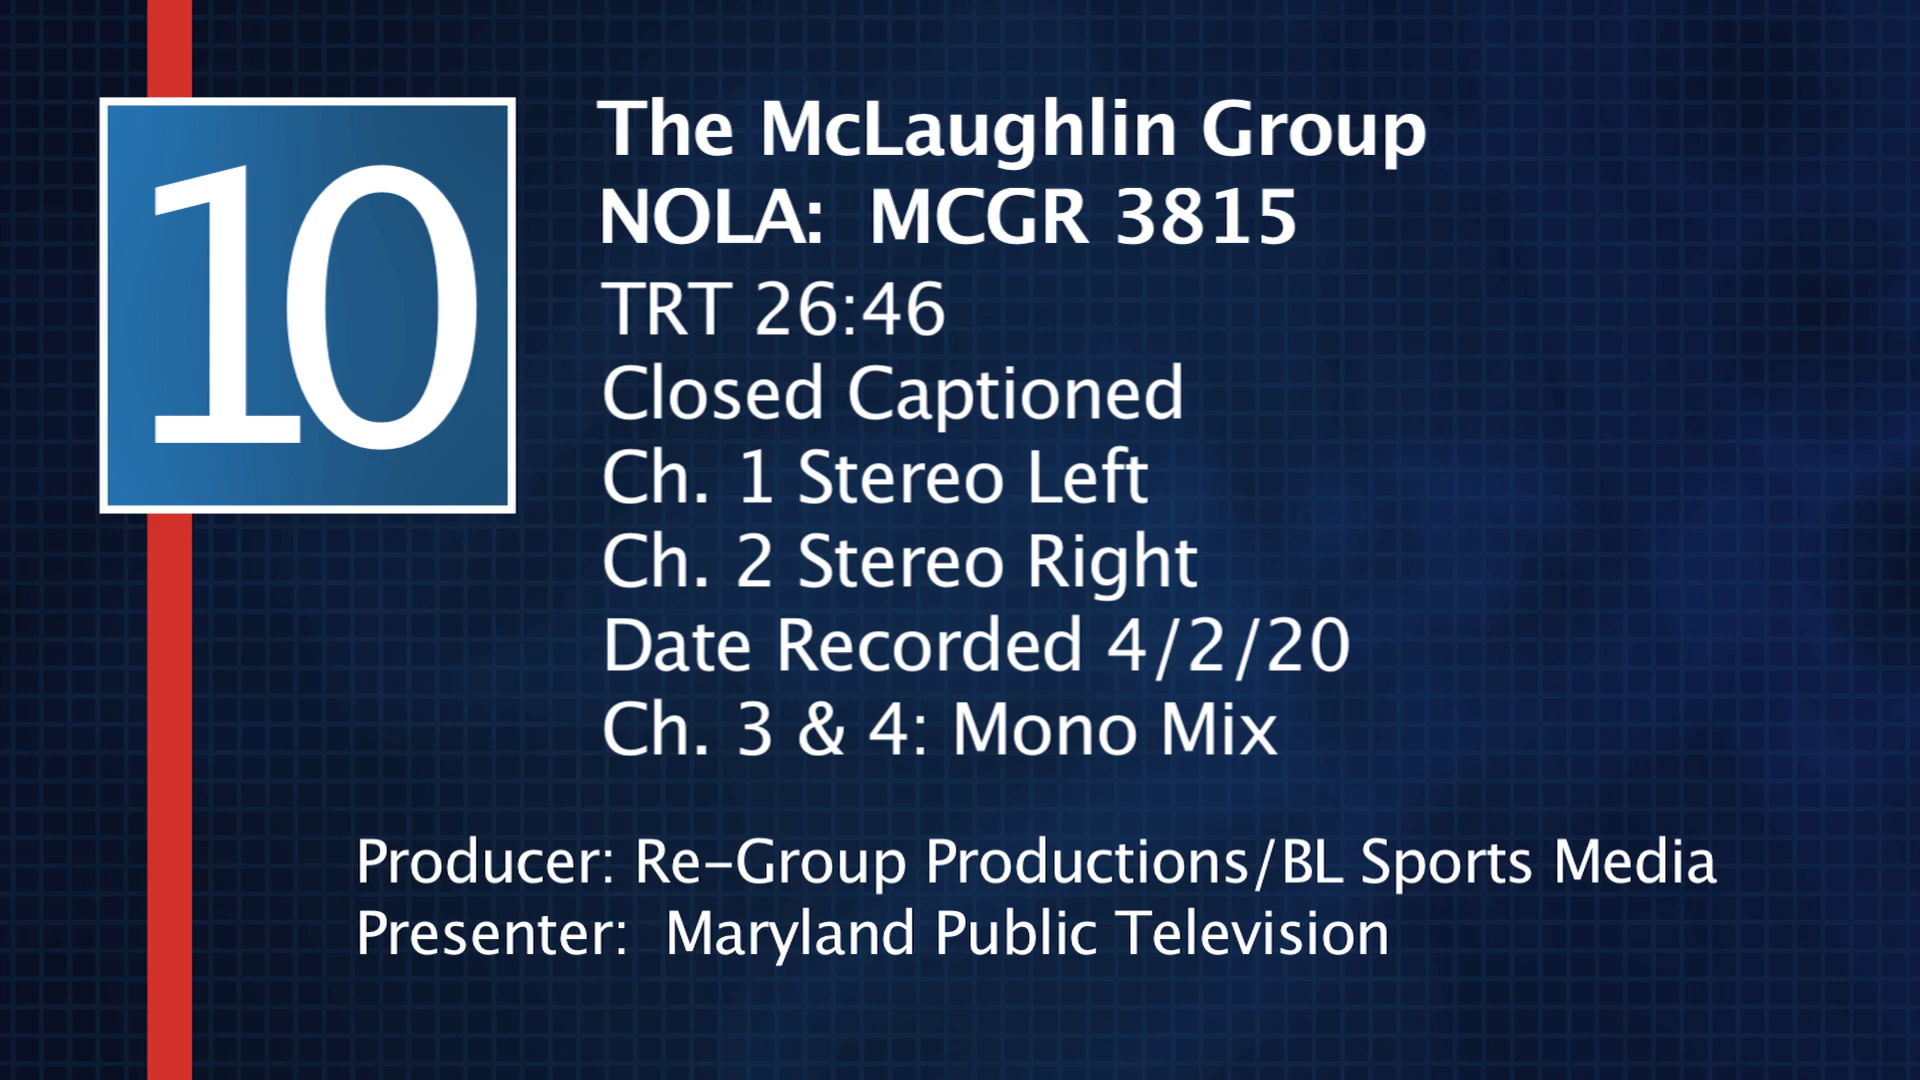 10
The McLaughlin Group
NOLA:  MCGR 3815
TRT 26:46
Closed Captioned
Ch. 1 Stereo Left
Ch. 2 Stereo Right
Date Recorded 4/2/20
Ch. 3 & 4: Mono Mix
Producer: Re-Group Productions/BL Sports Media
Presenter:  Maryland Public Television